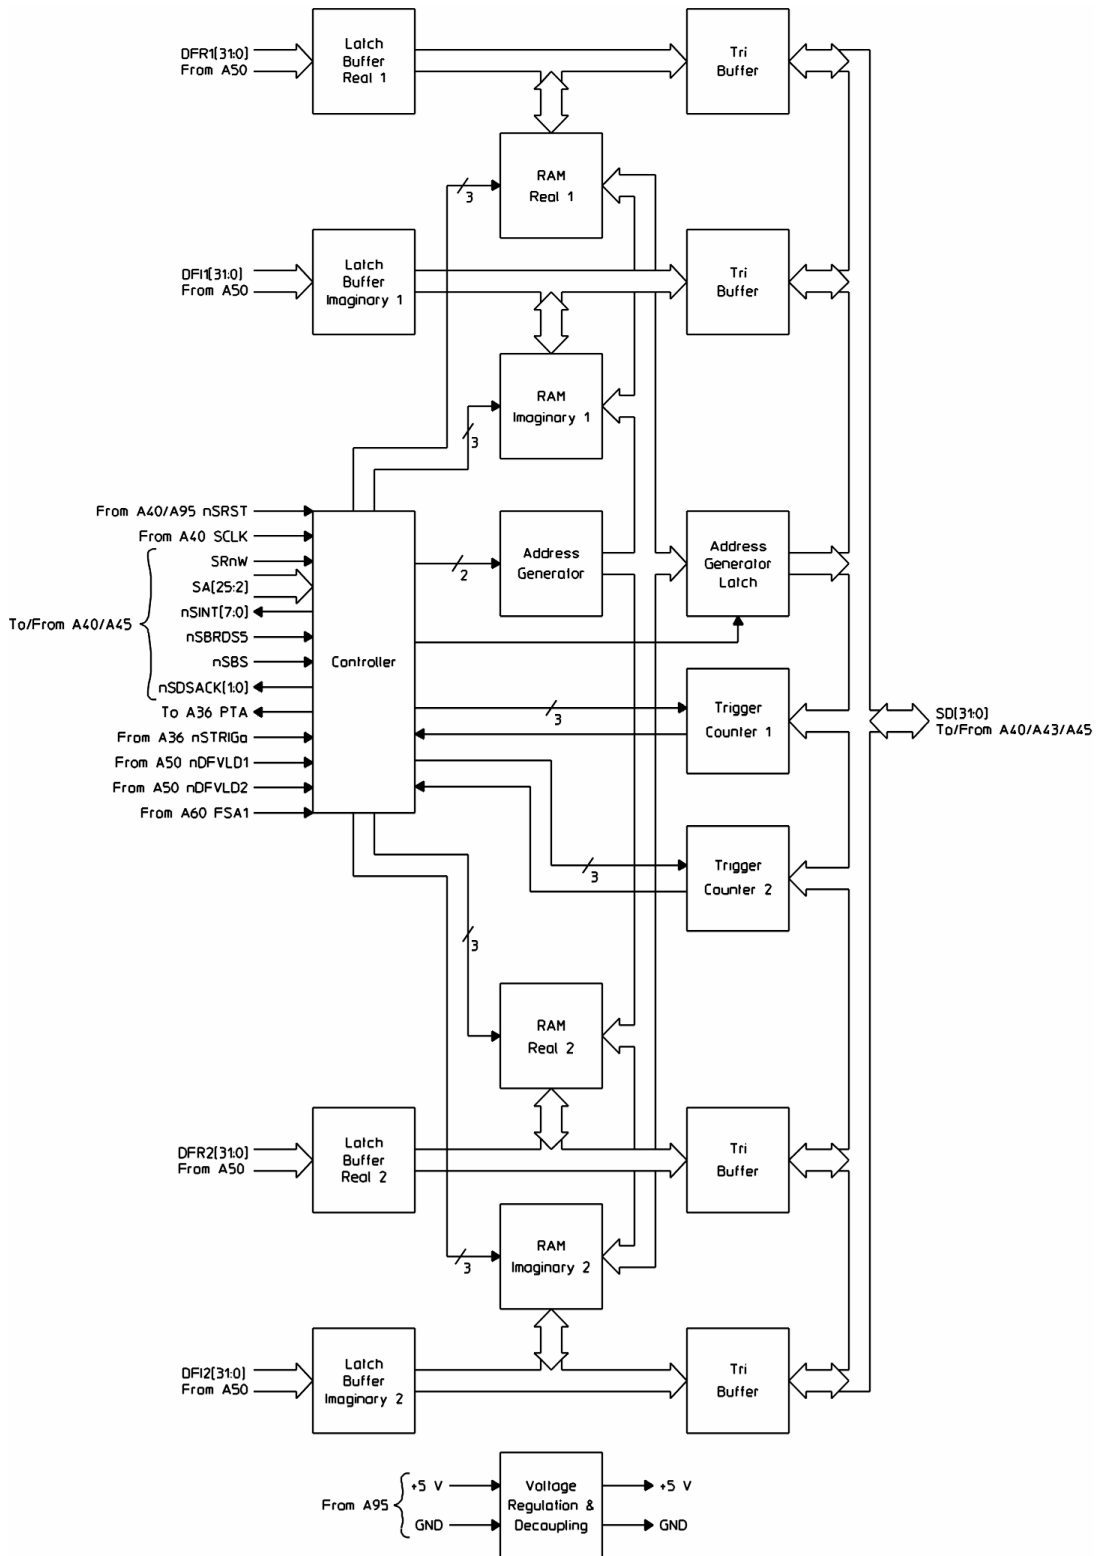 DFR1[31:0]
From A50
Latch
Buffer
Real 1
Tri
Buffer
RAM
Real 1
3
DFI1[31:0]
From A50
Latch
Buffer
Imaginary 1
Tri
Buffer
RAM
Imaginary 1
3
From A40/A95 nSRST
From A40 SCLK
SRnW
SA[25:2]
nSINT[7:0]
To/From A40/A45
nSBRDS5
nSBS
nSDSACK[1:0]
To A36 PTA
From A36 nSTRIGa
From A50 nDFVLD1
From A50 nDFVLD2
From A60 FSA1
Controller
2
Address
Generator
Address
Generator
Latch
3
Trigger
Counter 1
SD[31:0]
To/From A40/A43/A45
3
Trigger
Counter 2
3
RAM
Real 2
DFR2[31:0]
From A50
Latch
Buffer
Real 2
Tri
Buffer
3
RAM
Imaginary 2
DFI2[31:0]
From A50
Latch
Buffer
Imaginary 2
Tri
Buffer
From A95
+5 V
GND
Voltage
Regulation &
Decoupling
+5 V
GND